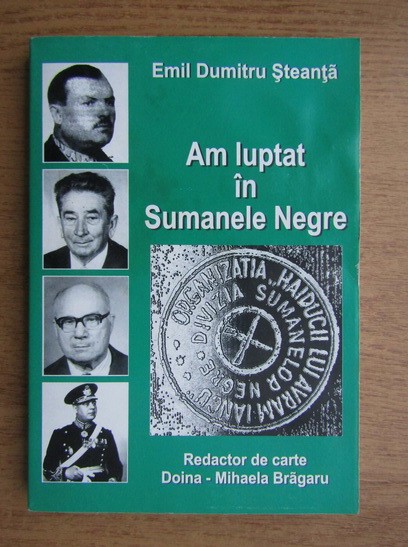 Emil Dumitru Şteanţă
Am luptat
în
Sumanele Negre
ORGANIZATIA „HAIDUCII LUI AVRAM IANCU"
DIVIZIA SUMANELOR NEGRE
Redactor de carte
Doina - Mihaela Brăgaru